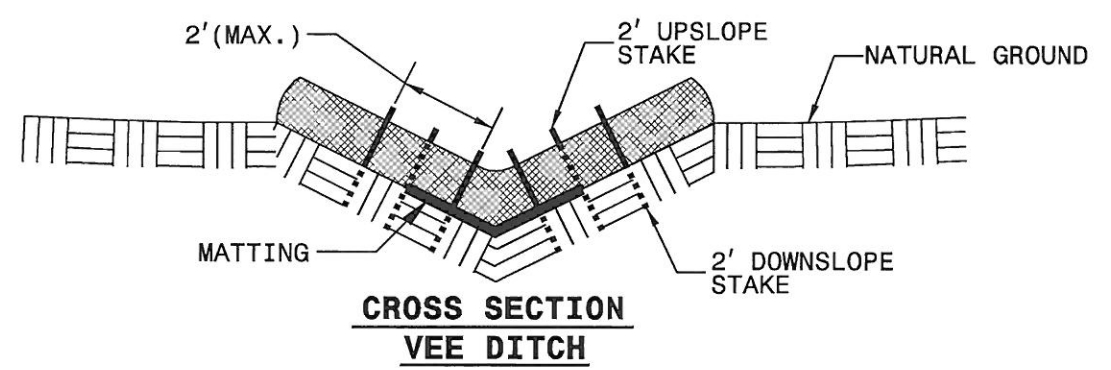 2'(MAX.)
2' UPSLOPE
STAKE
NATURAL GROUND
MATTING
2' DOWNSLOPE
STAKE
CROSS SECTION
VEE DITCH